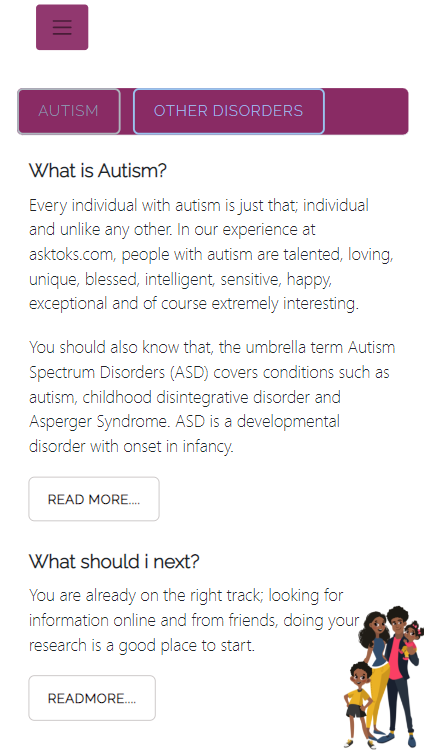 AUTISM OTHER DISORDERS
What is Autism?
Every individual with autism is just that; individual
and unlike any other. In our experience at
asktoks.com, people with autism are talented, loving,
unique, blessed, intelligent, sensitive, happy,
exceptional and of course extremely interesting.
You should also know that, the umbrella term Autism
Spectrum Disorders (ASD) covers conditions such as
autism, childhood disintegrative disorder and
Asperger Syndrome. ASD is a developmental
disorder with onset in infancy.
READ MORE....
What should i next?
You are already on the right track; looking for
information online and from friends, doing your
research is a good place to start.
READMORE....